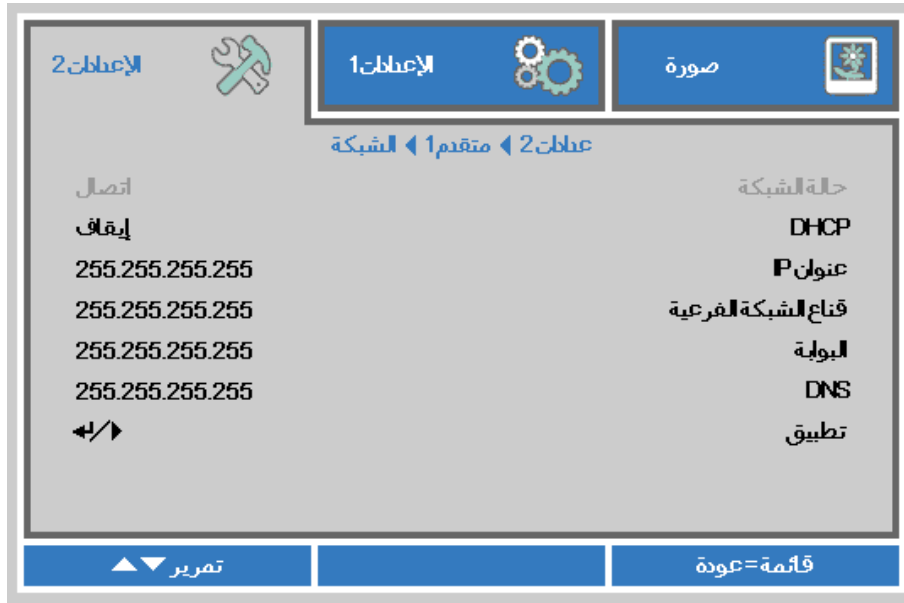 صورة
الإعدادات1
الإعدادات2
عدادات2 ◀ متقدم1 ◀ الشبكة
حالة الشبكة اتصال
DHCP إيقاف
عنوان IP 255.255.255.255
قناع الشبكة الفرعية 255.255.255.255
البوابة 255.255.255.255
DNS 255.255.255.255
تطبيق ↵/▶
قائمة=عودة
تمرير ▼▲